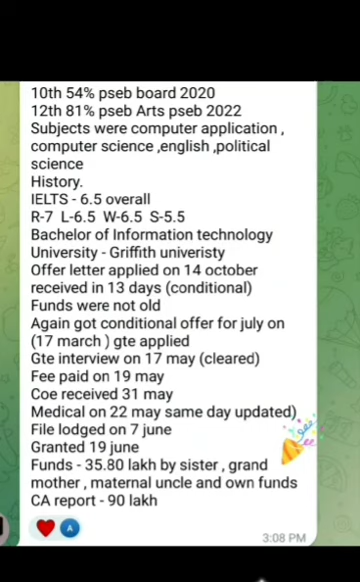 10th 54% pseb board 2020
12th 81% pseb Arts pseb 2022
Subjects were computer application ,
computer science ,english ,political
science
History.
IELTS - 6.5 overall
R-7 L-6.5 W-6.5 S-5.5
Bachelor of Information technology
University - Griffith univeristy
Offer letter applied on 14 october
received in 13 days (conditional)
Funds were not old
Again got conditional offer for july on
(17 march ) gte applied
Gte interview on 17 may (cleared)
Fee paid on 19 may
Coe received 31 may
Medical on 22 may same day updated)
File lodged on 7 june
Granted 19 june
Funds - 35.80 lakh by sister , grand
mother , maternal uncle and own funds
CA report - 90 lakh
A
3:08 PM